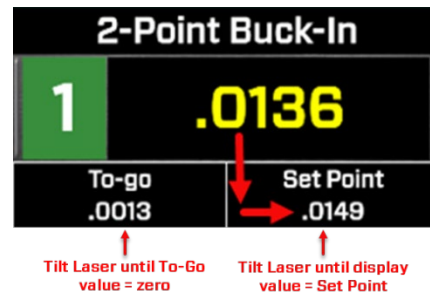 2-Point Buck-In
1 .0136
To-go Set Point
.0013 .0149
Tilt Laser until To-Go Tilt Laser until display
value = zero value = Set Point